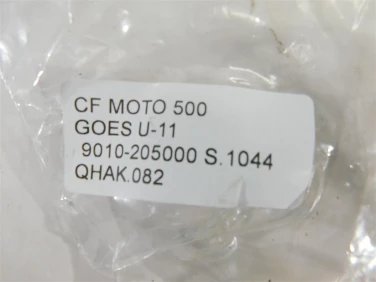 CF MOTO 500
GOES U-11
9010-205000 S.1044
QHAK.082